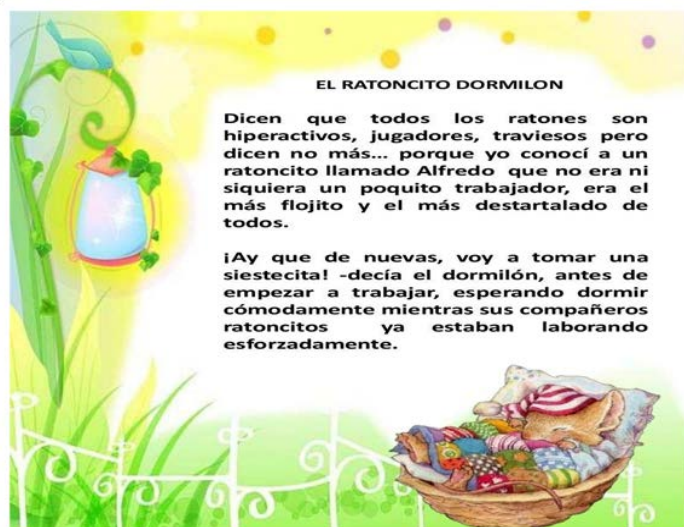 EL RATONCITO DORMILON
Dicen que todos los ratones son
hiperactivos, jugadores, traviesos pero
dicen no más... porque yo conocí a un
ratoncito llamado Alfredo que no era ni
siquiera un poquito trabajador, era el
más flojito y el más destartalado de
todos.
¡Ay que de nuevas, voy a tomar una
siestecita! -decía el dormilón, antes de
empezar a trabajar, esperando dormir
cómodamente mientras sus compañeros
ratoncitos ya estaban laborando
esforzadamente.